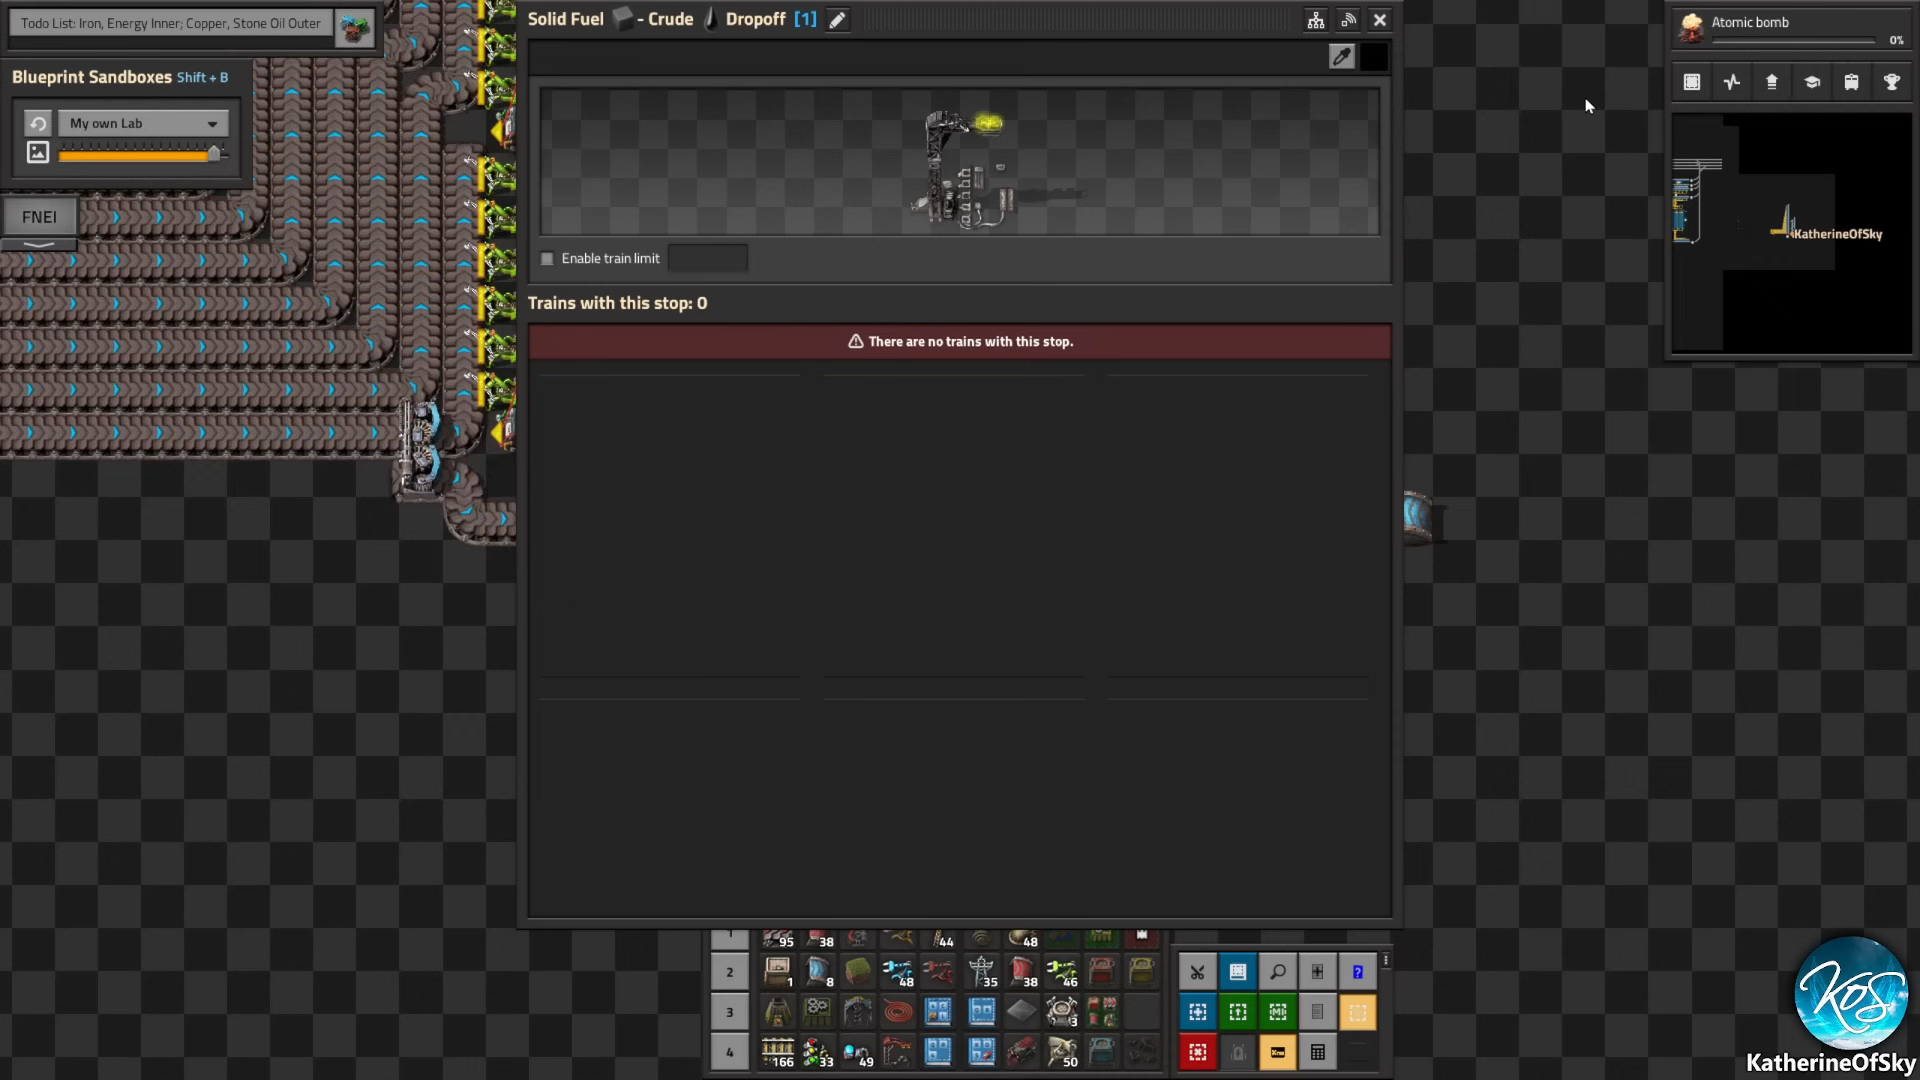 Todo List: Iron, Energy Inner; Copper, Stone Oil Outer
Solid Fuel - Crude Dropoff [1]
Atomic bomb
0%
Blueprint Sandboxes Shift + B
My own Lab
FNEI
KatherineOfSky
Enable train limit
Trains with this stop: 0
There are no trains with this stop.
95 38 44 48
2 1 8 48 35 38 46 ?
3 3
4 166 33 49 50
KoS
KatherineOfSky